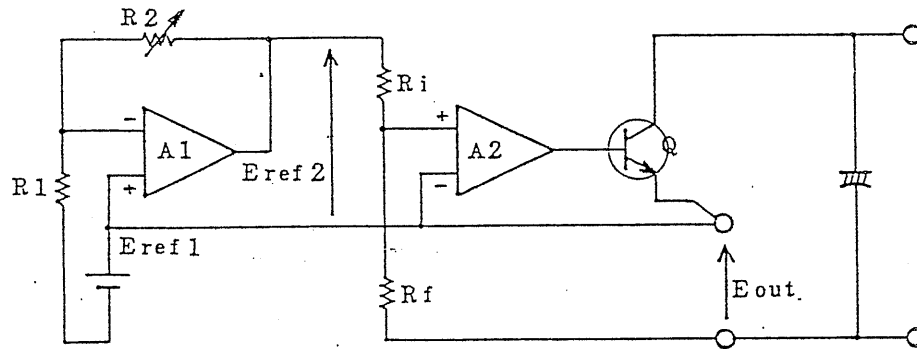 R2
Ri
- A1 +
+ A2 -
Q
R1
Eref2
Eref1
Rf
Eout